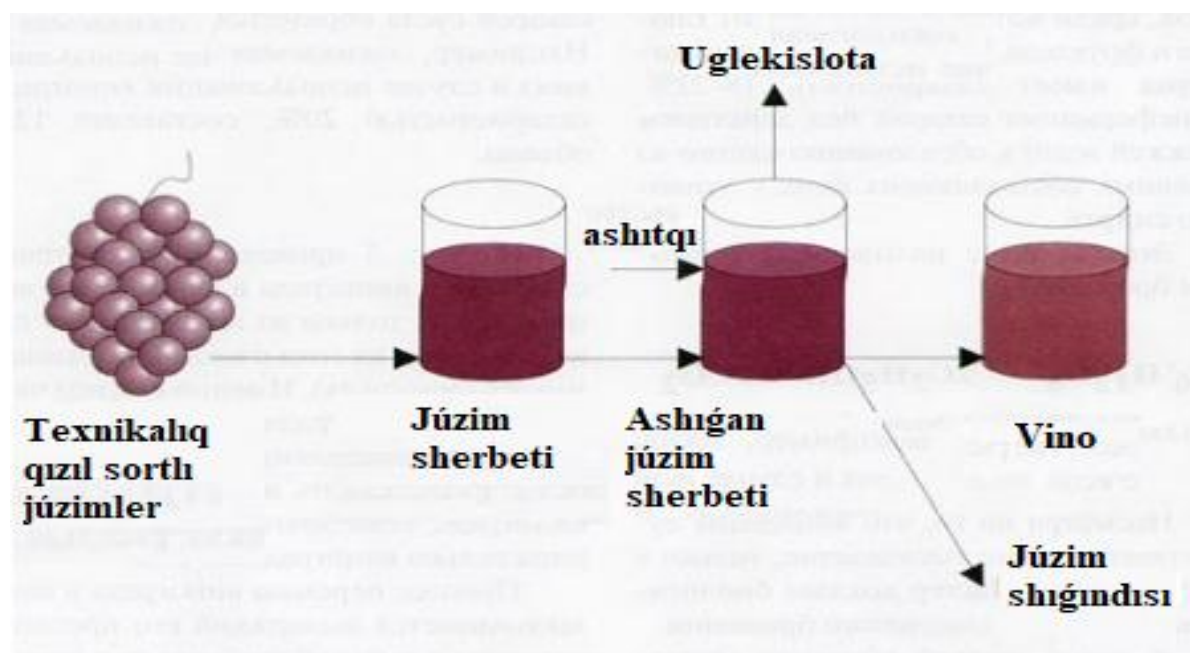 Uglekislota
ashıtqı
Texnikalıq
qızıl sortlı
júzimler
Júzim
sherbeti
Ashıǵan
júzim
sherbeti
Vino
Júzim
shıǵındısı